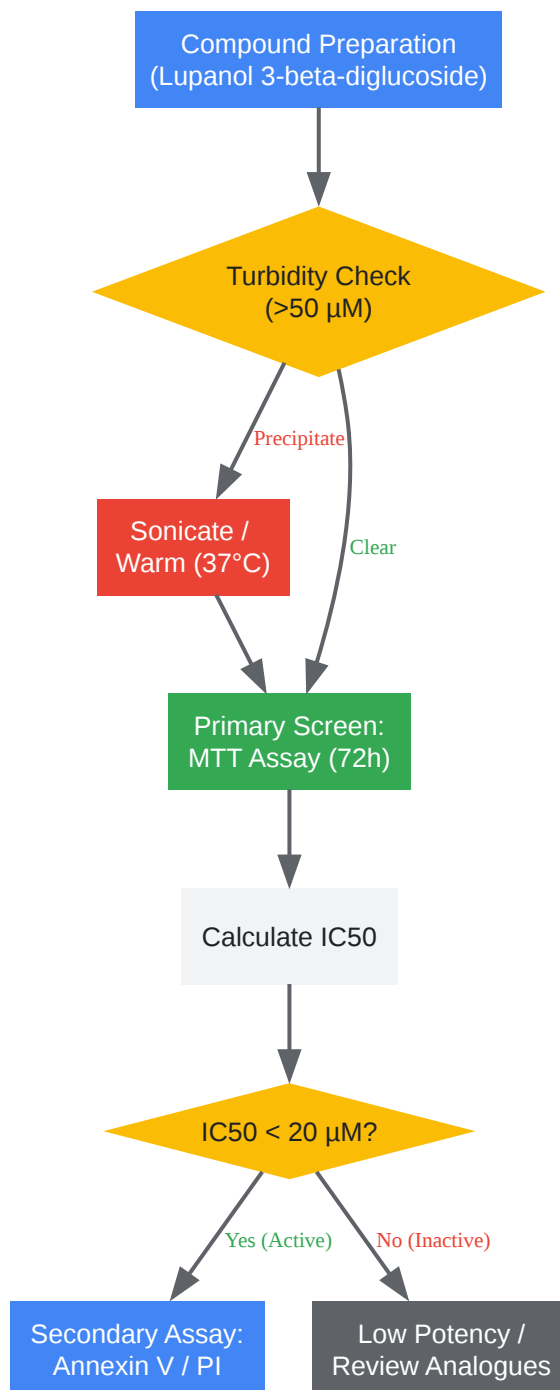 Compound Preparation
(Lupanol 3-beta-diglucoside)
Turbidity Check
(>50 µM)
Precipitate
Sonicate /
Warm (37°C)
Clear
Primary Screen:
MTT Assay (72h)
Calculate IC50
IC50 < 20 µM?
Yes (Active)
No (Inactive)
Secondary Assay:
Annexin V / PI
Low Potency /
Review Analogues